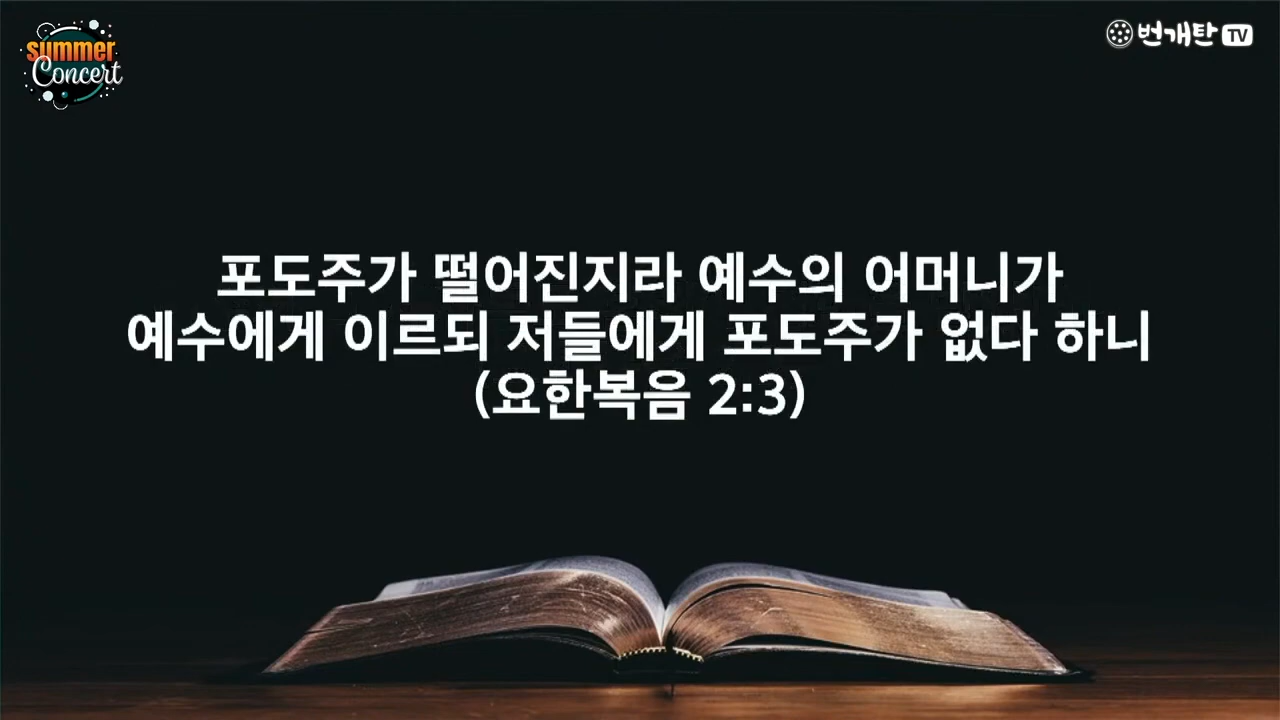 summer
Concert
번개탄 TV
포도주가 떨어진지라 예수의 어머니가
예수에게 이르되 저들에게 포도주가 없다 하니
(요한복음 2:3)